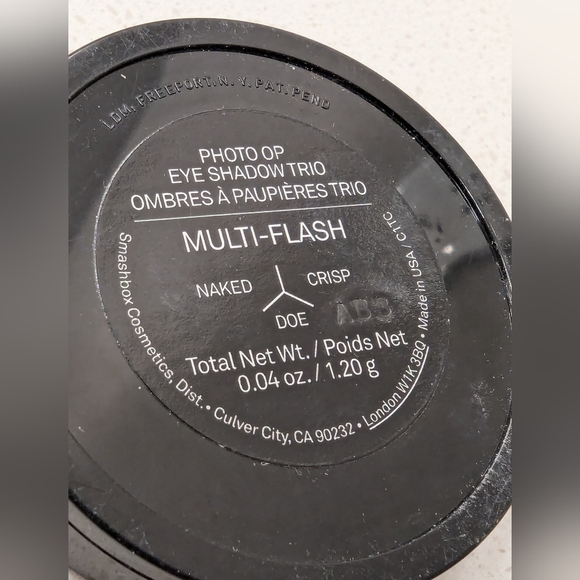 LDM, FREEPORT. N. Y. PAT. PEND
PHOTO OP
EYE SHADOW TRIO
OMBRES À PAUPIÈRES TRIO
MULTI-FLASH
NAKED CRISP
DOE
Total Net Wt. / Poids Net
0.04 oz. / 1.20 g
Smashbox Cosmetics, Dist. • Culver City, CA 90232 • London W1K 3BQ • Made in USA / C1TC